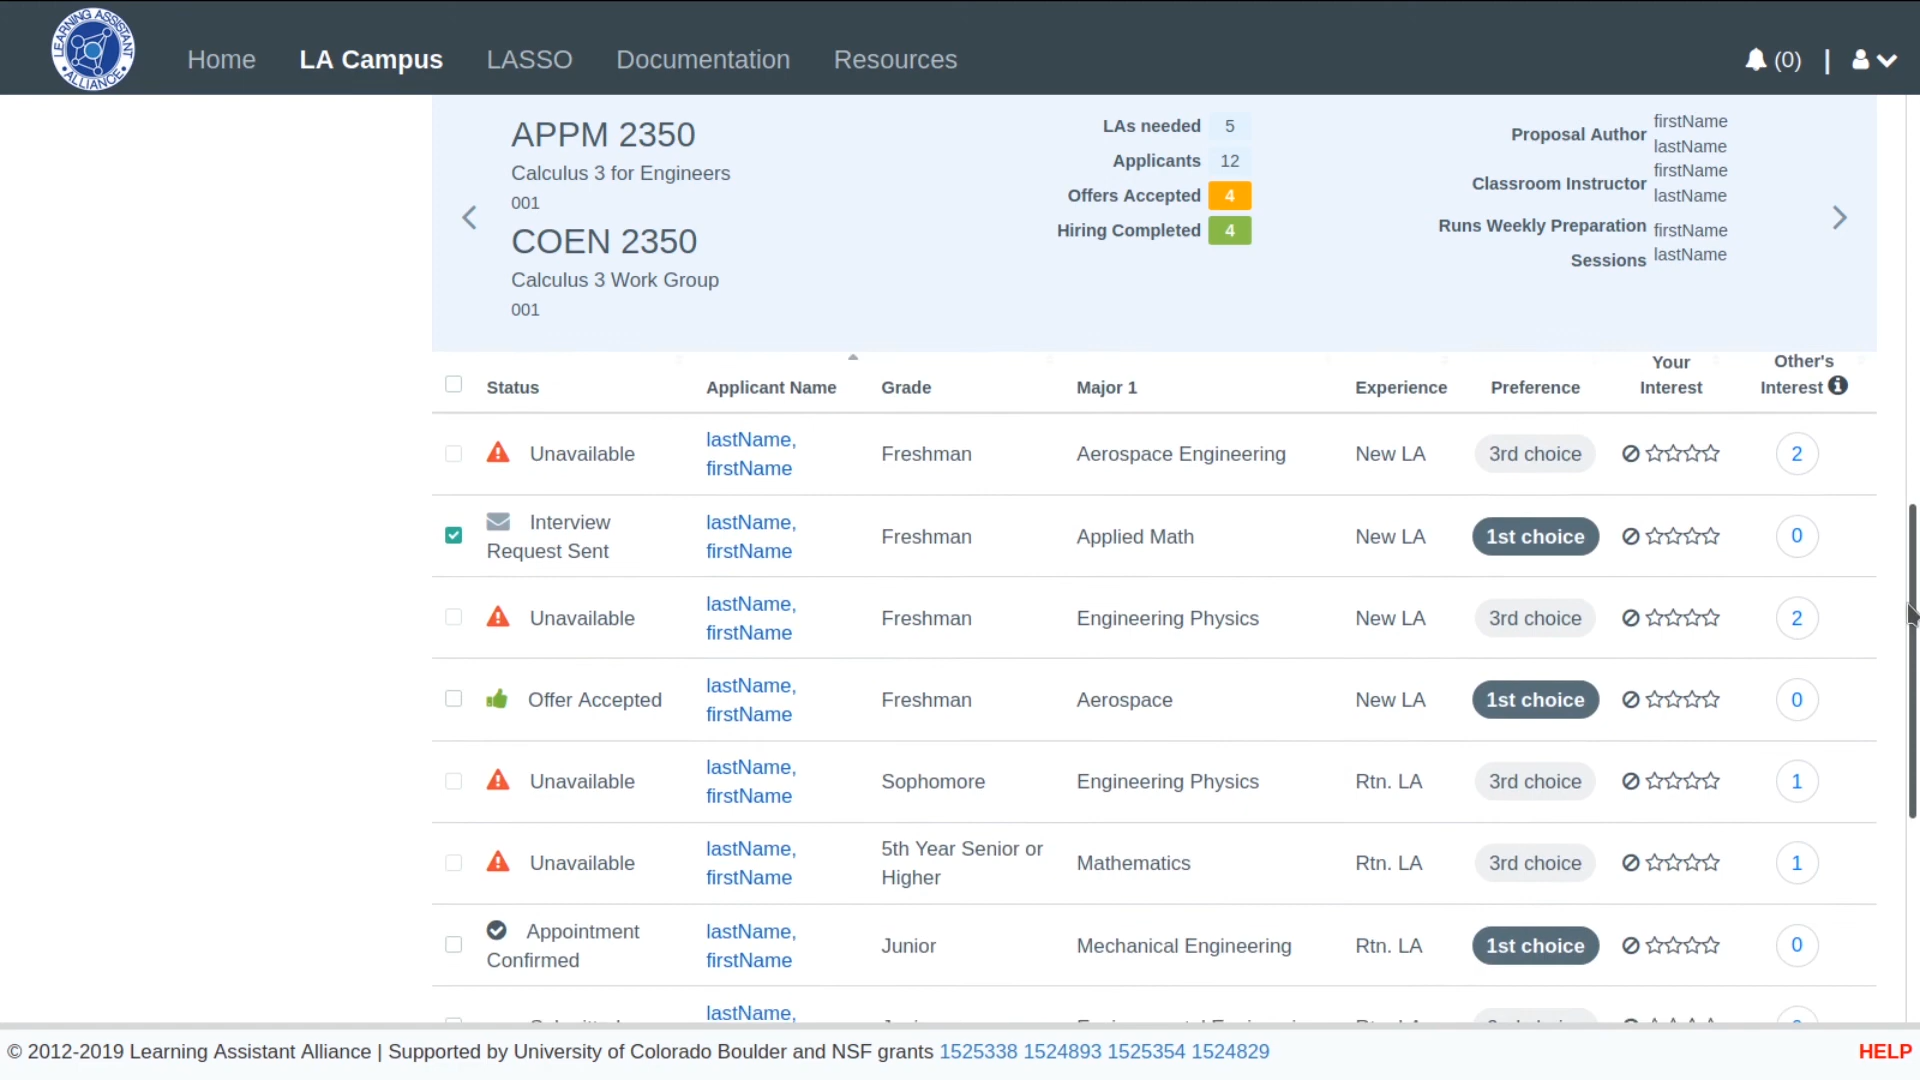 LEARNING ASSISTANT
ALLIANCE
Home LA Campus LASSO Documentation Resources (0) |
APPM 2350
Calculus 3 for Engineers
001
COEN 2350
Calculus 3 Work Group
001
LAs needed 5
Applicants 12
Offers Accepted 4
Hiring Completed 4
Proposal Author firstName
lastName
Classroom Instructor firstName
lastName
Runs Weekly Preparation
Sessions firstName
lastName
Status Applicant Name Grade Major 1 Experience Preference Your
Interest Other's
Interest
Unavailable lastName,
firstName Freshman Aerospace Engineering New LA 3rd choice 2
Interview
Request Sent lastName,
firstName Freshman Applied Math New LA 1st choice 0
Unavailable lastName,
firstName Freshman Engineering Physics New LA 3rd choice 2
Offer Accepted lastName,
firstName Freshman Aerospace New LA 1st choice 0
Unavailable lastName,
firstName Sophomore Engineering Physics Rtn. LA 3rd choice 1
Unavailable lastName,
firstName 5th Year Senior or
Higher Mathematics Rtn. LA 3rd choice 1
Appointment
Confirmed lastName,
firstName Junior Mechanical Engineering Rtn. LA 1st choice 0
lastName,
© 2012-2019 Learning Assistant Alliance | Supported by University of Colorado Boulder and NSF grants 1525338 1524893 1525354 1524829
HELP